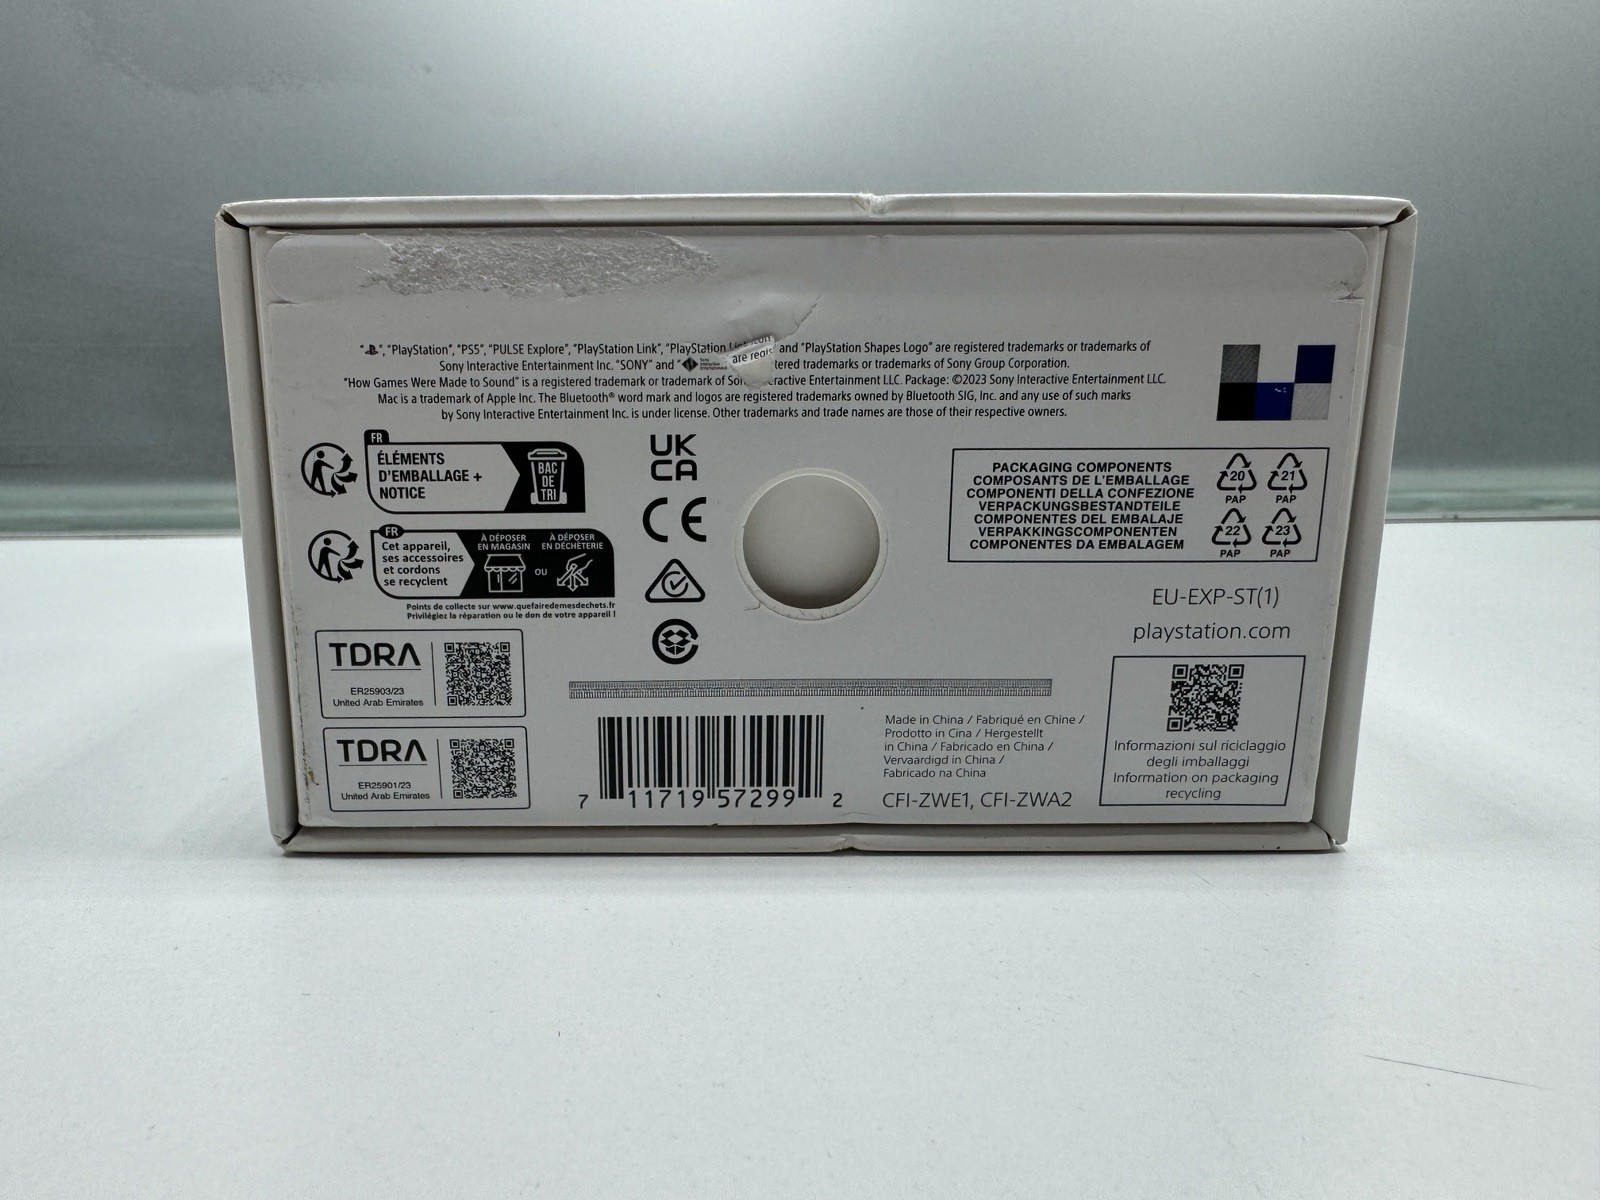 ", "PlayStation", "PS5", "PULSE Explore", "PlayStation Link", "PlayStation Link icon" and "PlayStation Shapes Logo" are registered trademarks or trademarks of
Sony Interactive Entertainment Inc. "SONY" and " are regis tered trademarks or trademarks of Sony Group Corporation.
"How Games Were Made to Sound" is a registered trademark or trademark of Sony Interactive Entertainment LLC. Package: ©2023 Sony Interactive Entertainment LLC.
Mac is a trademark of Apple Inc. The Bluetooth® word mark and logos are registered trademarks owned by Bluetooth SIG, Inc. and any use of such marks
by Sony Interactive Entertainment Inc. is under license. Other trademarks and trade names are those of their respective owners.
FR
ÉLÉMENTS
D'EMBALLAGE +
NOTICE
BAC
DE
TRI
FR
Cet appareil,
ses accessoires
et cordons
se recyclent
À DÉPOSER
EN MAGASIN
OU
À DÉPOSER
EN DÉCHÈTERIE
Points de collecte sur www.quefairedemesdechets.fr
Privilégiez la réparation ou le don de votre appareil !
UK
CA
CE
PACKAGING COMPONENTS
COMPOSANTS DE L'EMBALLAGE
COMPONENTI DELLA CONFEZIONE
VERPACKUNGSBESTANDTEILE
COMPONENTES DEL EMBALAJE
VERPAKKINGSCOMPONENTEN
COMPONENTES DA EMBALAGEM
20
PAP
21
PAP
22
PAP
23
PAP
EU-EXP-ST(1)
playstation.com
TDRA
ER25903/23
United Arab Emirates
TDRA
ER25901/23
United Arab Emirates
7 11719 57299 2
Made in China / Fabriqué en Chine /
Prodotto in Cina / Hergestellt
in China / Fabricado en China /
Vervaardigd in China /
Fabricado na China
CFI-ZWE1, CFI-ZWA2
Informazioni sul riciclaggio
degli imballaggi
Information on packaging
recycling